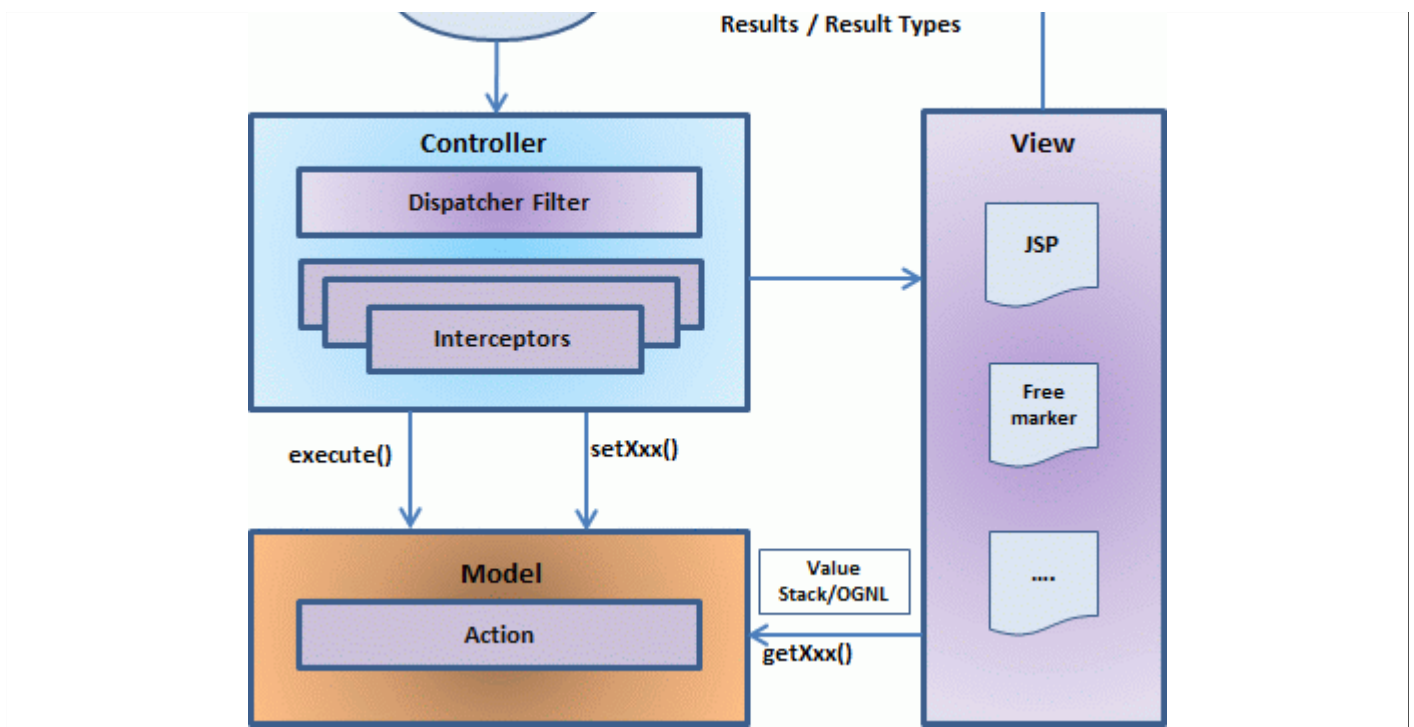 Results / Result Types
Controller
Dispatcher Filter
Interceptors
execute()
setXxx()
Model
Action
View
JSP
Free
marker
....
Value
Stack/OGNL
getXxx()